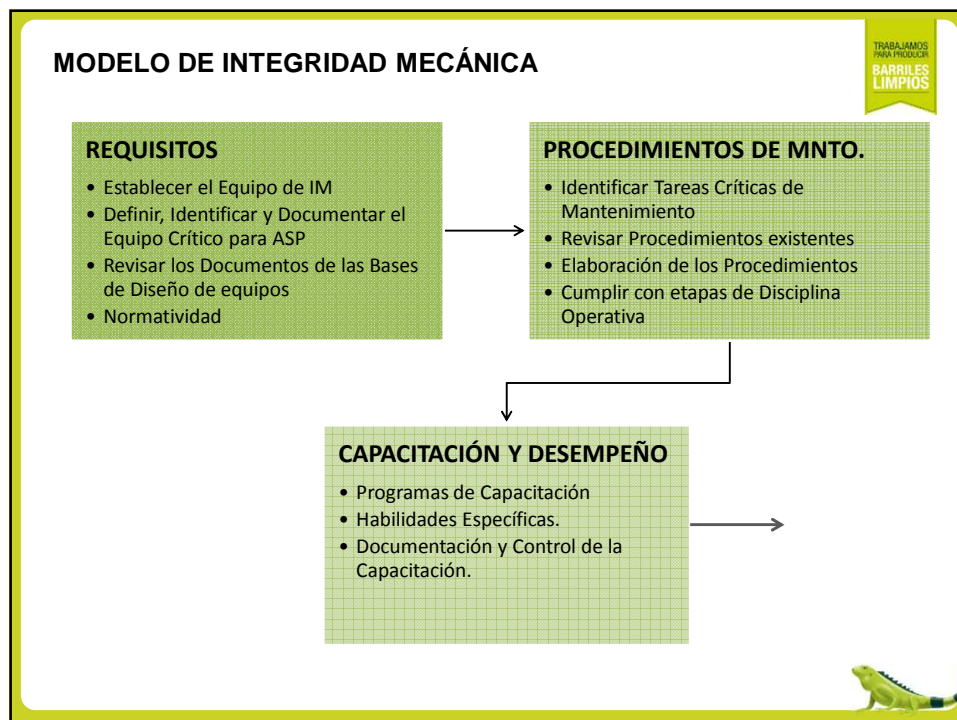 MODELO DE INTEGRIDAD MECÁNICA
TRABAJAMOS
PARA PRODUCIR
BARRILES
LIMPIOS
REQUISITOS
• Establecer el Equipo de IM
• Definir, Identificar y Documentar el
Equipo Crítico para ASP
• Revisar los Documentos de las Bases
de Diseño de equipos
• Normatividad
PROCEDIMIENTOS DE MNTO.
• Identificar Tareas Críticas de
Mantenimiento
• Revisar Procedimientos existentes
• Elaboración de los Procedimientos
• Cumplir con etapas de Disciplina
Operativa
CAPACITACIÓN Y DESEMPEÑO
• Programas de Capacitación
• Habilidades Específicas.
• Documentación y Control de la
Capacitación.